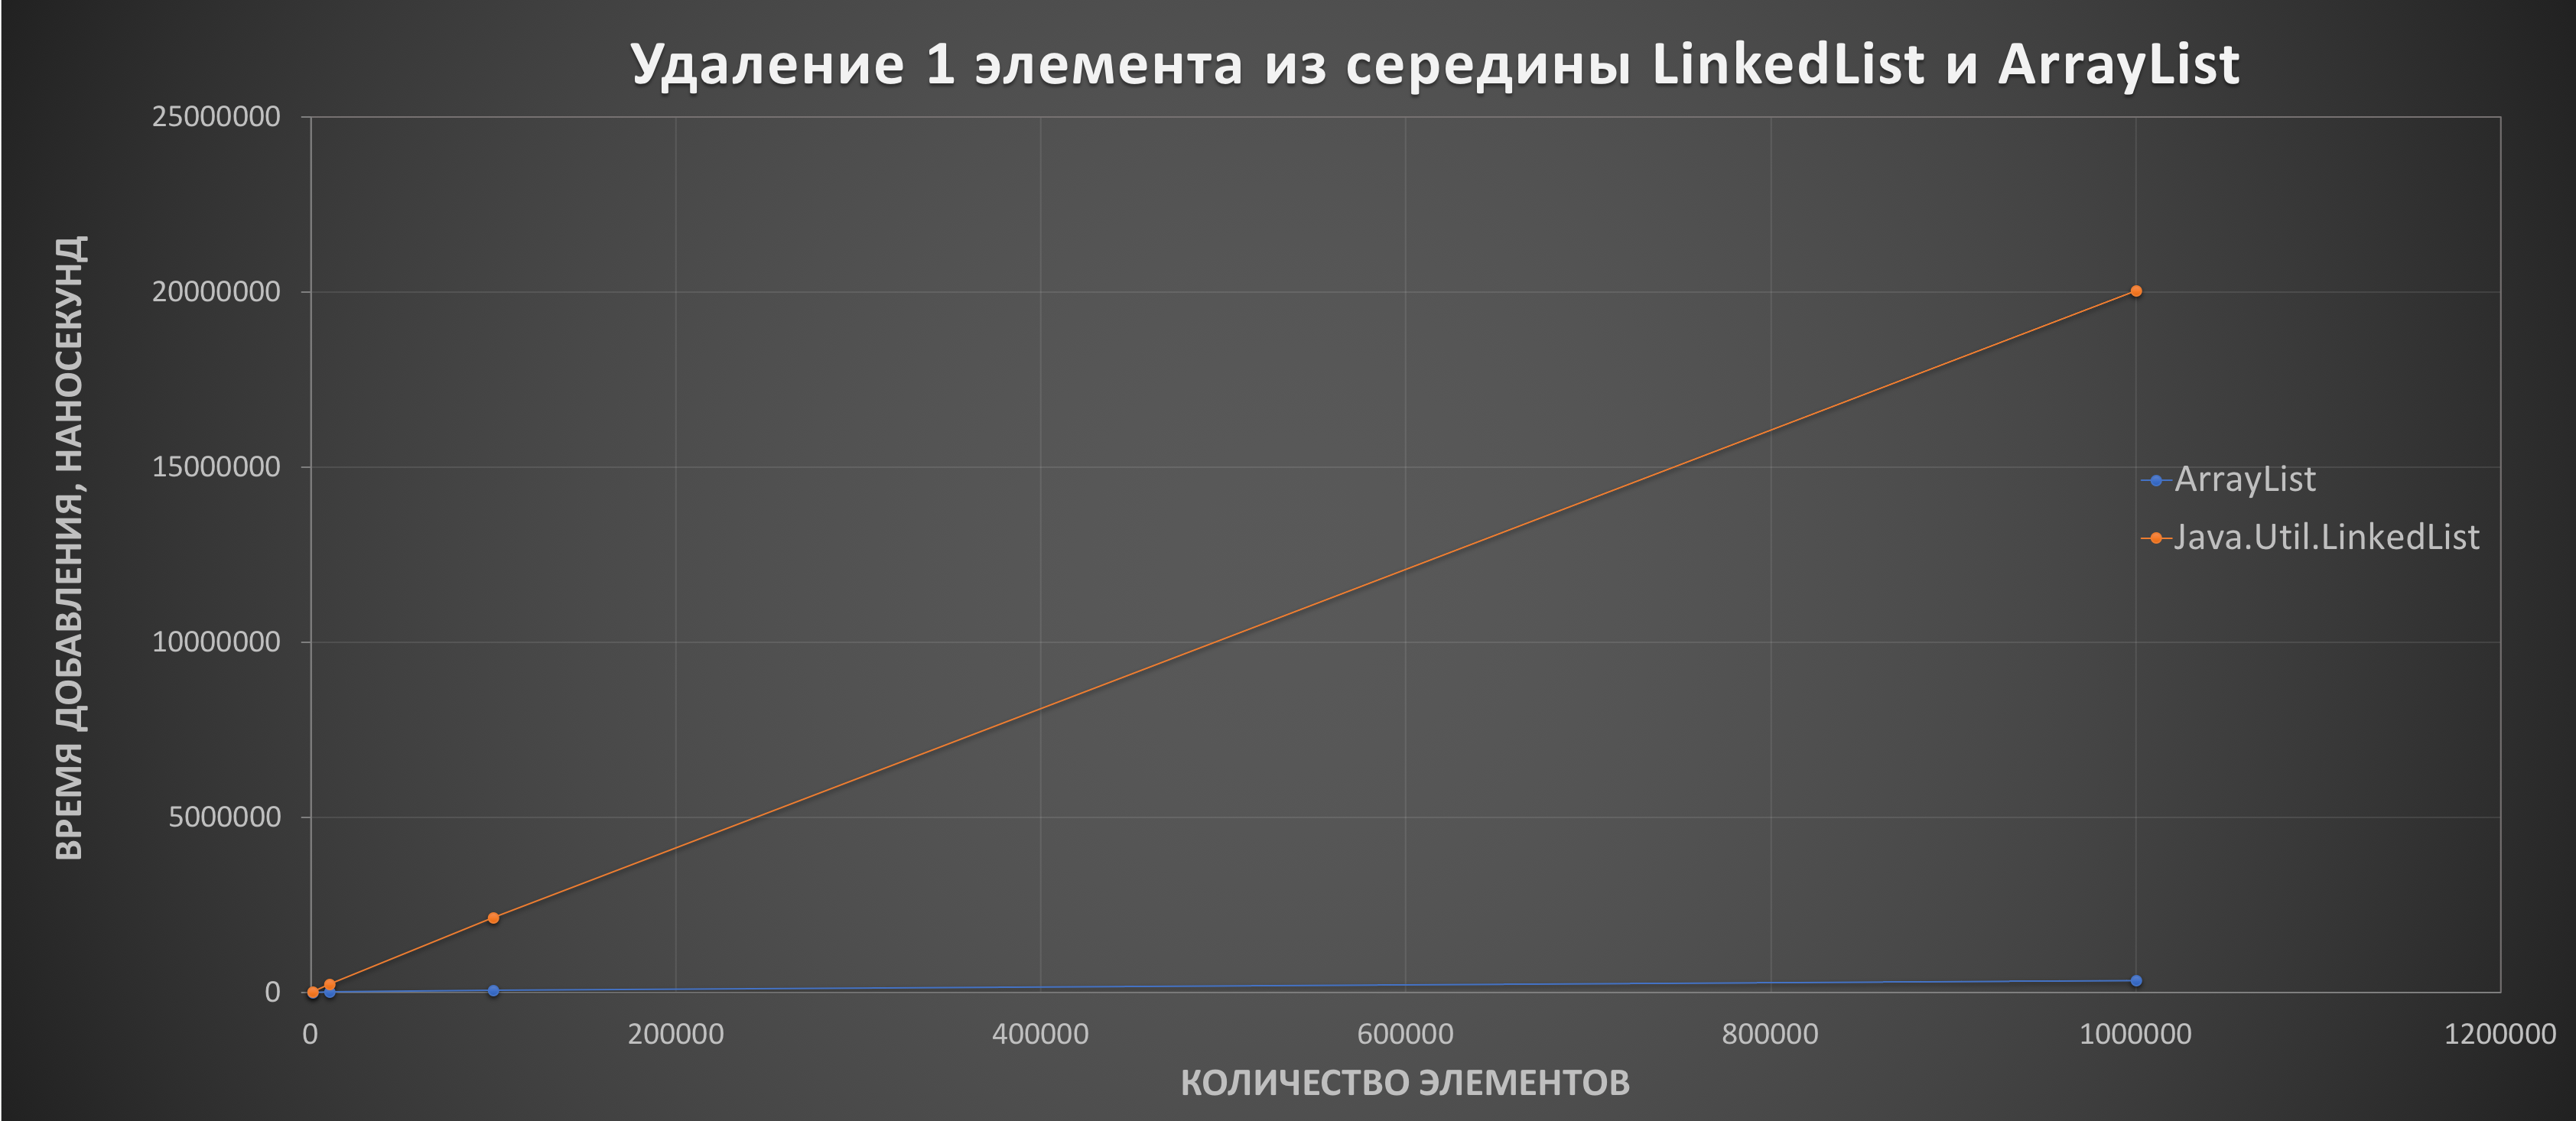 Удаление 1 элемента из середины LinkedList и ArrayList
ВРЕМЯ ДОБАВЛЕНИЯ, НАНОСЕКУНД
25000000
20000000
15000000
10000000
5000000
0
ArrayList
Java.Util.LinkedList
0 200000 400000 600000 800000 1000000 1200000
КОЛИЧЕСТВО ЭЛЕМЕНТОВ